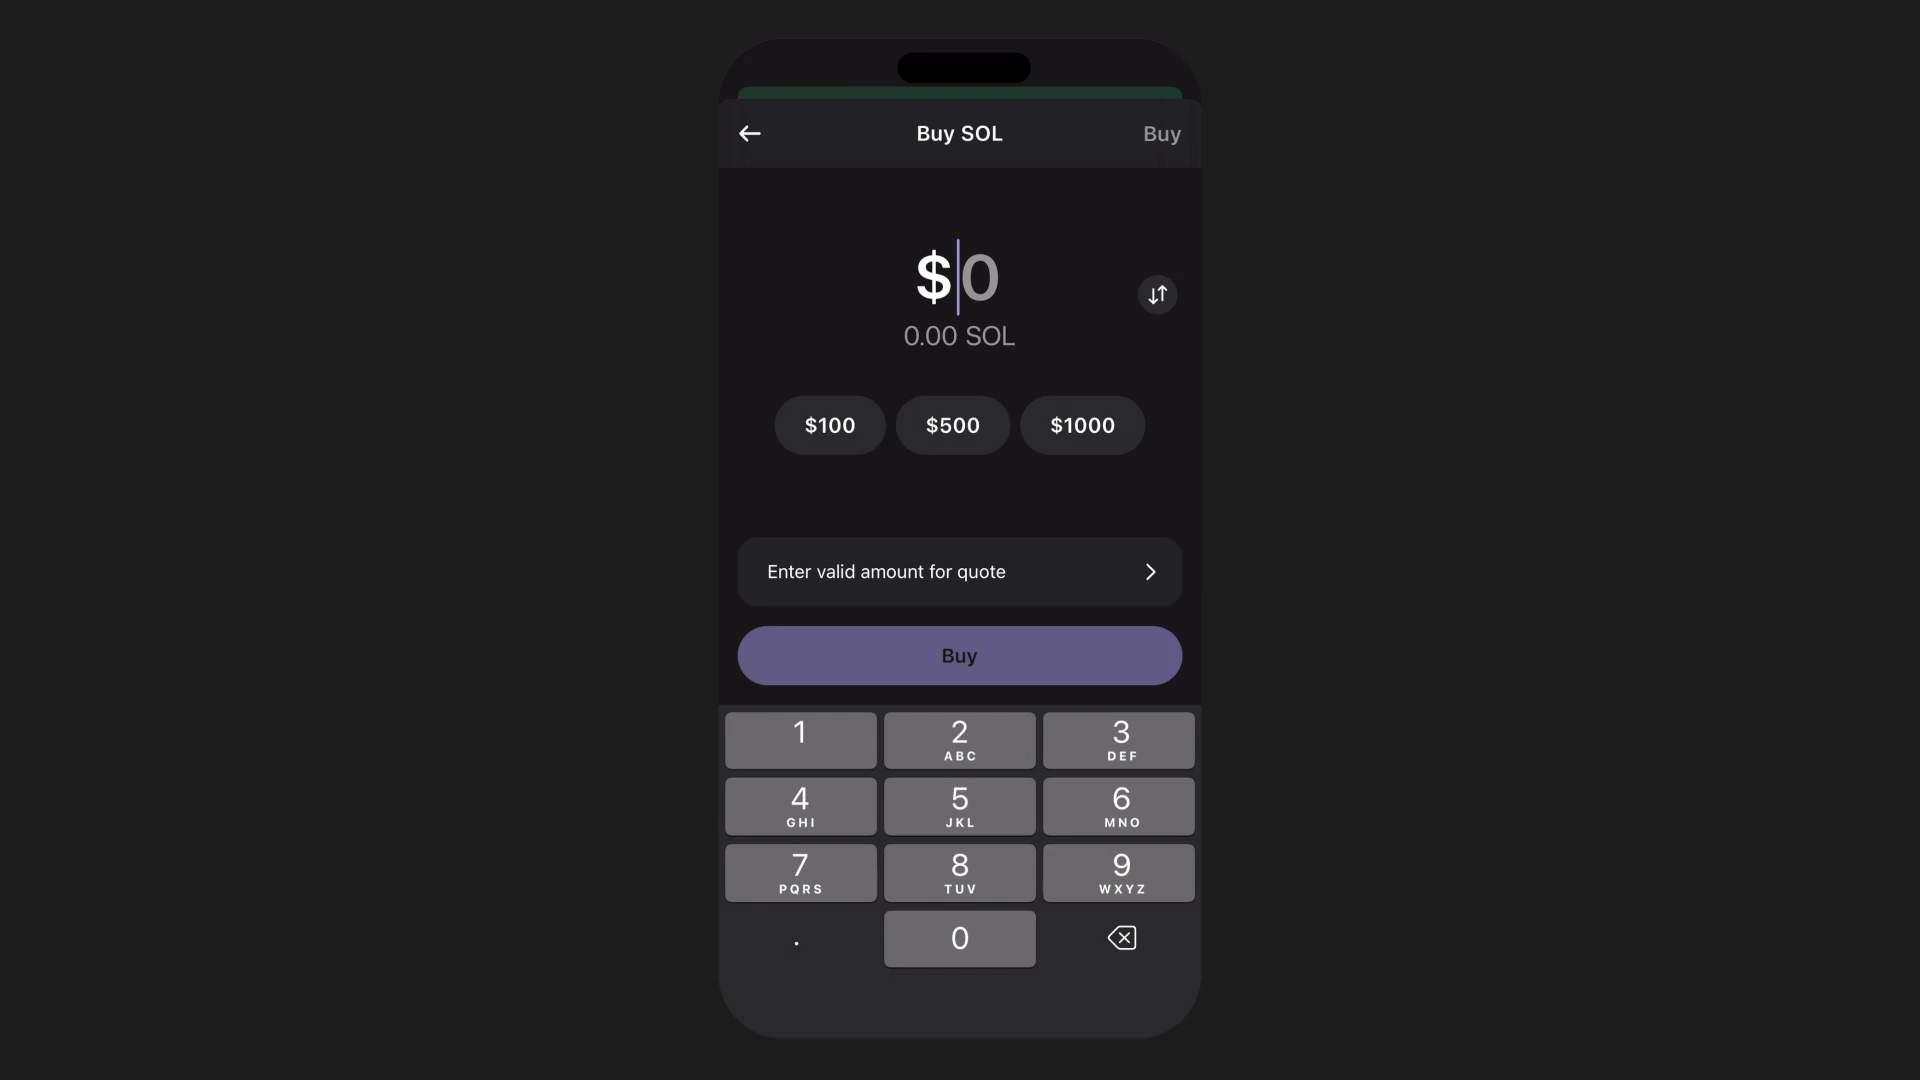 Buy SOL
Buy
$0
0.00 SOL
$100 $500 $1000
Enter valid amount for quote
Buy
1 2 3
ABC DEF
4 5 6
GHI JKL MNO
7 8 9
PQRS TUV WXYZ
. 0